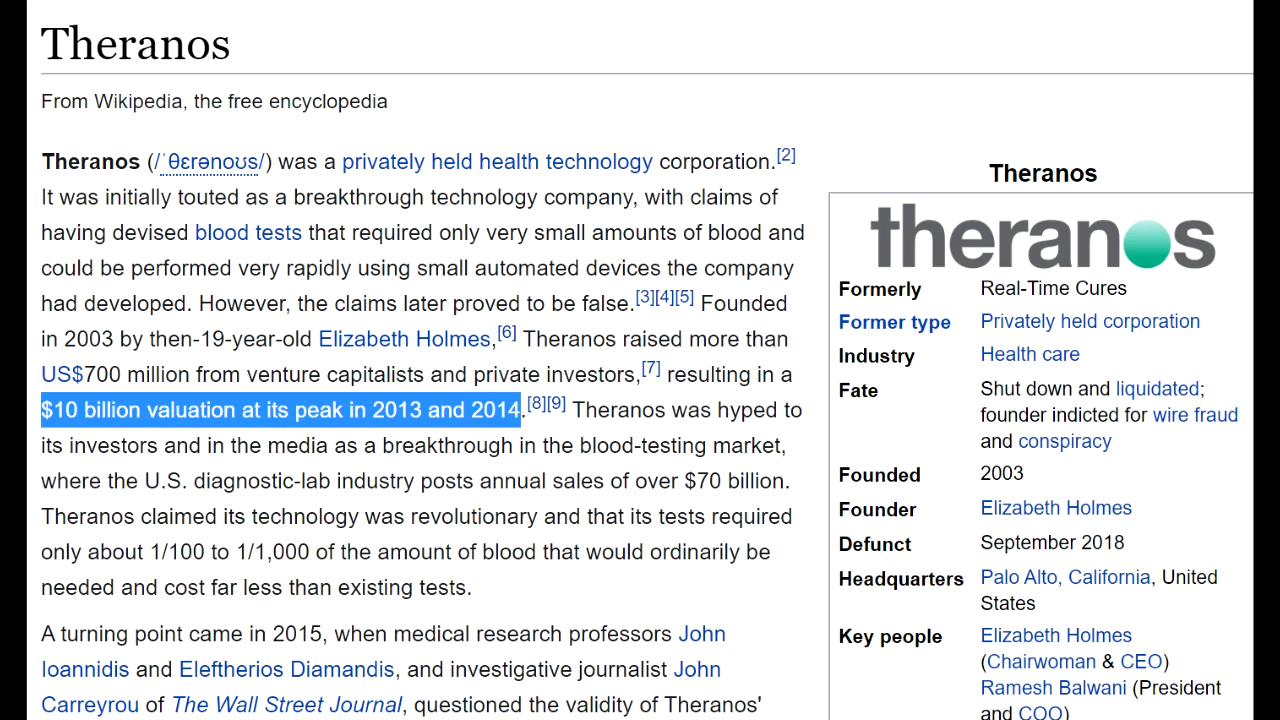 Theranos
From Wikipedia, the free encyclopedia
Theranos (/ˈθɛrənoʊs/) was a privately held health technology corporation.[2]
It was initially touted as a breakthrough technology company, with claims of
having devised blood tests that required only very small amounts of blood and
could be performed very rapidly using small automated devices the company
had developed. However, the claims later proved to be false.[3][4][5] Founded
in 2003 by then-19-year-old Elizabeth Holmes,[6] Theranos raised more than
US$700 million from venture capitalists and private investors,[7] resulting in a
$10 billion valuation at its peak in 2013 and 2014.[8][9] Theranos was hyped to
its investors and in the media as a breakthrough in the blood-testing market,
where the U.S. diagnostic-lab industry posts annual sales of over $70 billion.
Theranos claimed its technology was revolutionary and that its tests required
only about 1/100 to 1/1,000 of the amount of blood that would ordinarily be
needed and cost far less than existing tests.
A turning point came in 2015, when medical research professors John
Ioannidis and Eleftherios Diamandis, and investigative journalist John
Carreyrou of The Wall Street Journal, questioned the validity of Theranos'
Theranos
theranos
Formerly Real-Time Cures
Former type Privately held corporation
Industry Health care
Fate Shut down and liquidated;
founder indicted for wire fraud
and conspiracy
Founded 2003
Founder Elizabeth Holmes
Defunct September 2018
Headquarters Palo Alto, California, United
States
Key people Elizabeth Holmes
(Chairwoman & CEO)
Ramesh Balwani (President
and COO)